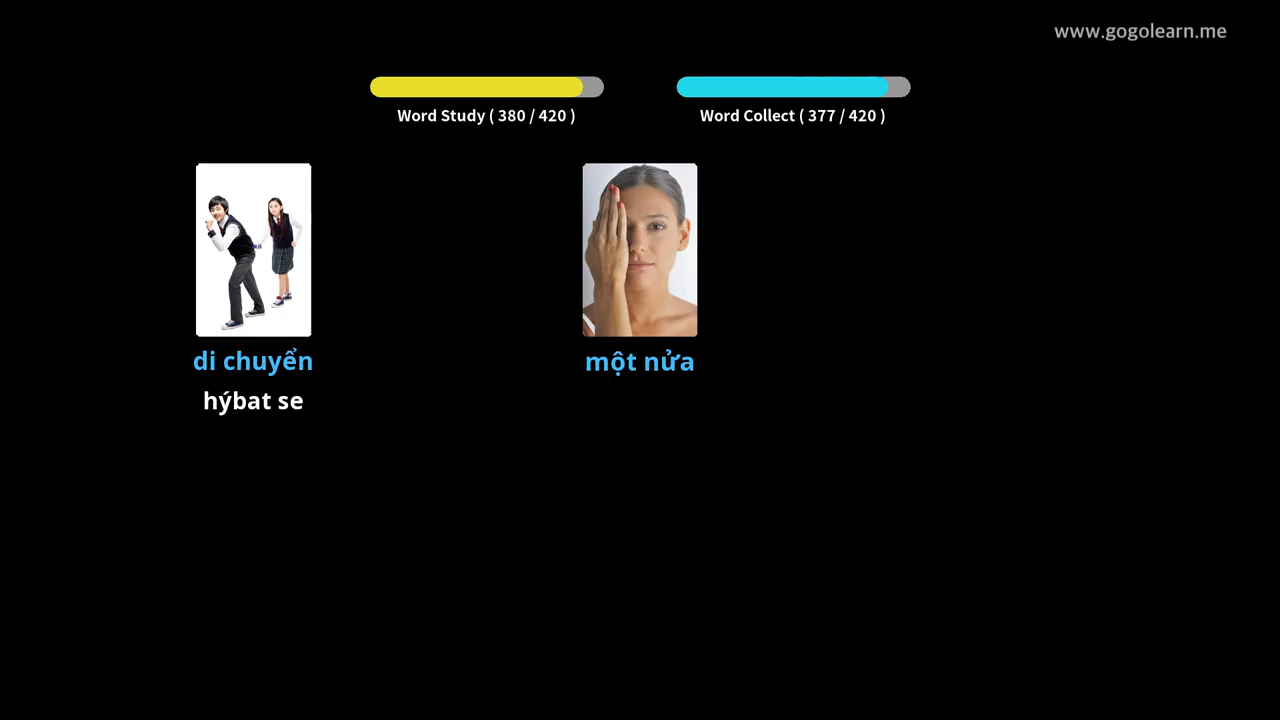 www.gogolearn.me
Word Study ( 380 / 420 )
Word Collect ( 377 / 420 )
di chuyển
hýbat se
một nửa